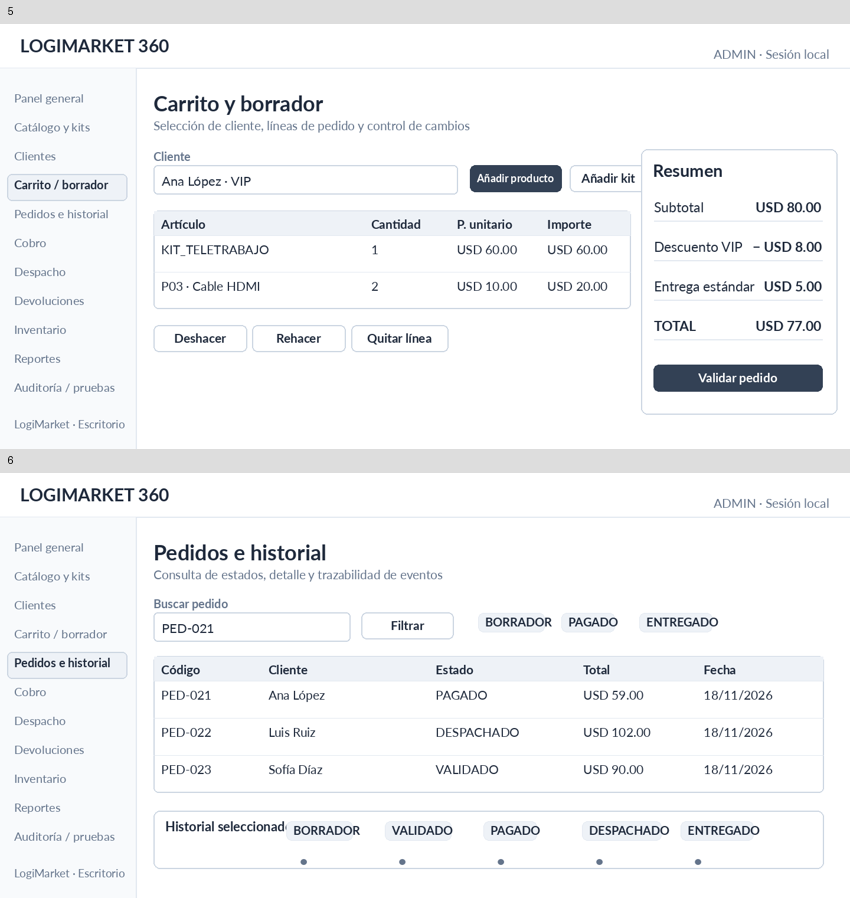 5
LOGIMARKET 360
ADMIN · Sesión local
Panel general
Catálogo y kits
Clientes
Carrito / borrador
Pedidos e historial
Cobro
Despacho
Devoluciones
Inventario
Reportes
Auditoría / pruebas
LogiMarket · Escritorio
Carrito y borrador
Selección de cliente, líneas de pedido y control de cambios
Cliente
Ana López · VIP
Añadir producto
Añadir kit
Artículo Cantidad P. unitario Importe
KIT_TELETRABAJO 1 USD 60.00 USD 60.00
P03 · Cable HDMI 2 USD 10.00 USD 20.00
Deshacer
Rehacer
Quitar línea
Resumen
Subtotal USD 80.00
Descuento VIP − USD 8.00
Entrega estándar USD 5.00
TOTAL USD 77.00
Validar pedido
6
LOGIMARKET 360
ADMIN · Sesión local
Panel general
Catálogo y kits
Clientes
Carrito / borrador
Pedidos e historial
Cobro
Despacho
Devoluciones
Inventario
Reportes
Auditoría / pruebas
LogiMarket · Escritorio
Pedidos e historial
Consulta de estados, detalle y trazabilidad de eventos
Buscar pedido
PED-021
Filtrar
BORRADOR
PAGADO
ENTREGADO
Código Cliente Estado Total Fecha
PED-021 Ana López PAGADO USD 59.00 18/11/2026
PED-022 Luis Ruiz DESPACHADO USD 102.00 18/11/2026
PED-023 Sofía Díaz VALIDADO USD 90.00 18/11/2026
Historial seleccionado
BORRADOR
VALIDADO
PAGADO
DESPACHADO
ENTREGADO